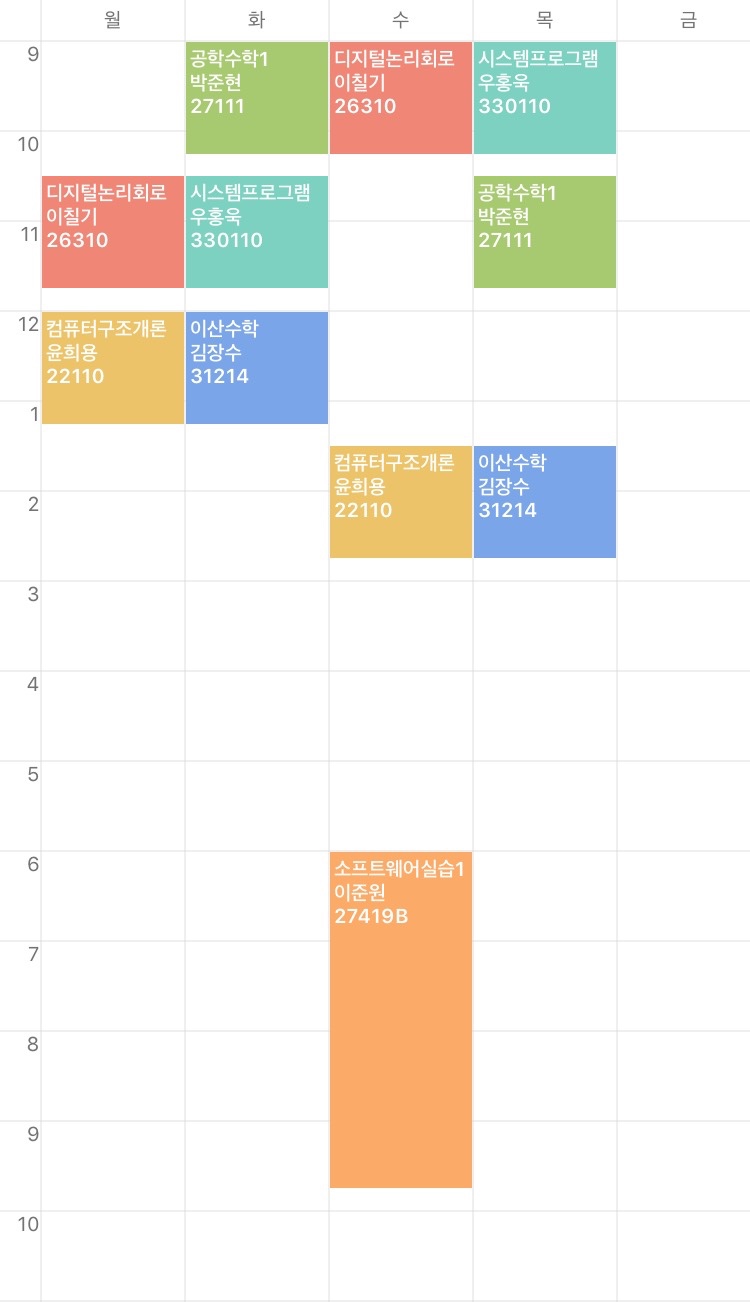 월 화 수 목 금
9
공학수학1
박준현
27111
디지털논리회로
이칠기
26310
시스템프로그램
우홍욱
330110
10
디지털논리회로
이칠기
26310
시스템프로그램
우홍욱
330110
공학수학1
박준현
27111
11
12
컴퓨터구조개론
윤희용
22110
이산수학
김장수
31214
1
컴퓨터구조개론
윤희용
22110
이산수학
김장수
31214
2
3
4
5
6
소프트웨어실습1
이준원
27419B
7
8
9
10